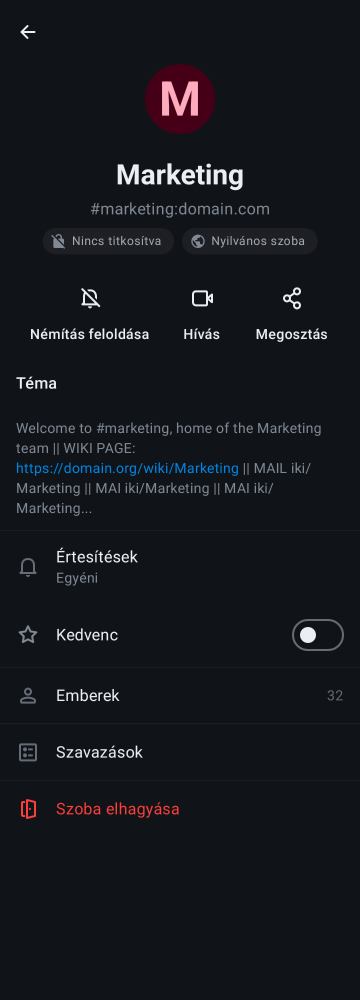 M
Marketing
#marketing:domain.com
Nincs titkosítva
Nyilvános szoba
Némítás feloldása
Hívás
Megosztás
Téma
Welcome to #marketing, home of the Marketing
team || WIKI PAGE:
https://domain.org/wiki/Marketing || MAIL iki/
Marketing || MAI iki/Marketing || MAI iki/
Marketing...
Értesítések
Egyéni
Kedvenc
Emberek
32
Szavazások
Szoba elhagyása